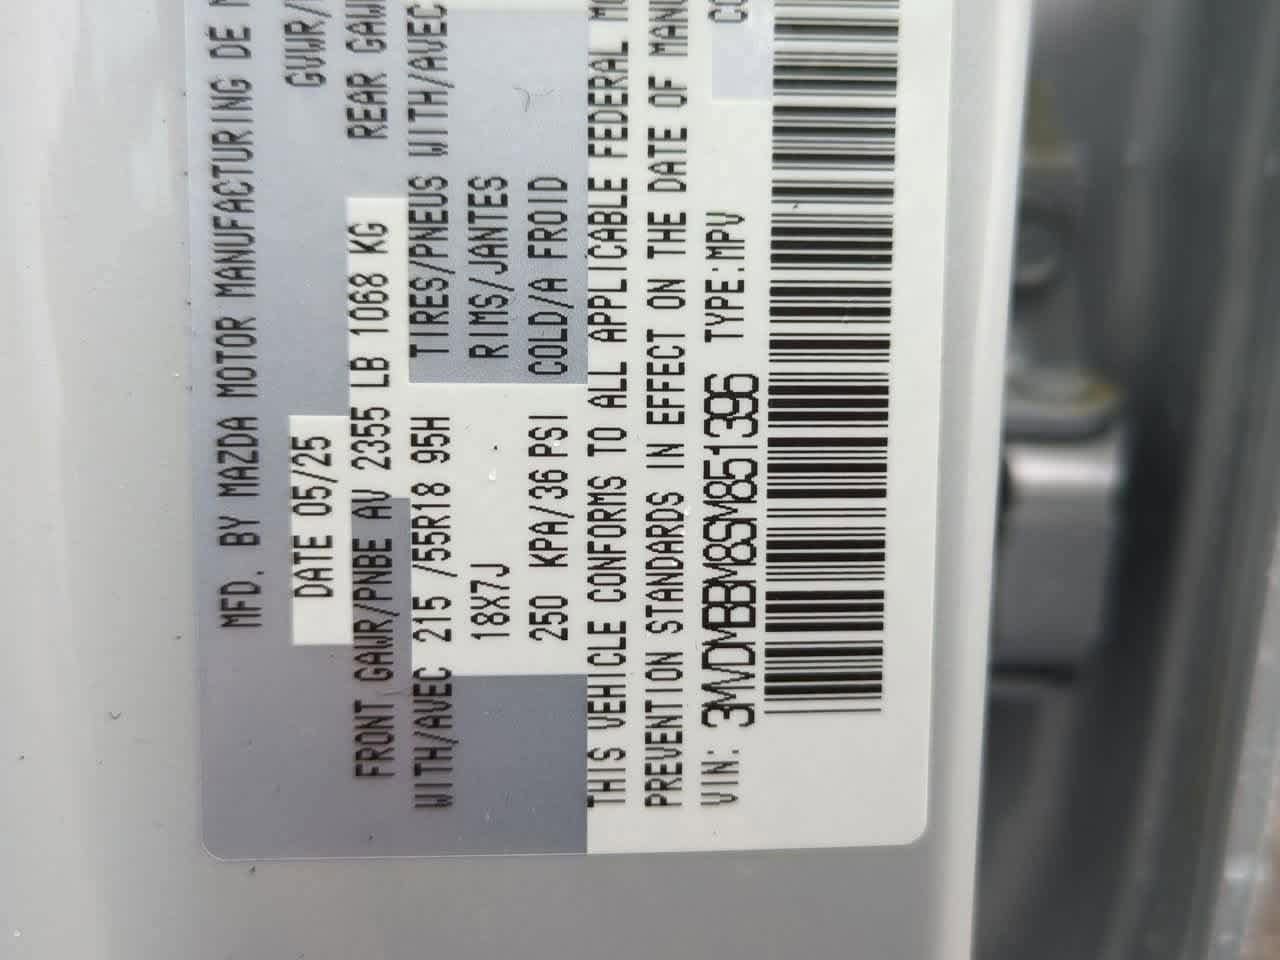 MFD. BY MAZDA MOTOR MANUFACTURING DE
DATE 05/25 GVWR/
FRONT GAWR/PNBE AV 2355 LB 1068 KG REAR GAWR
WITH/AVEC 215 /55R18 95H TIRES/PNEUS WITH/AVEC
18X7J RIMS/JANTES
250 KPA/36 PSI COLD/A FROID
THIS VEHICLE CONFORMS TO ALL APPLICABLE FEDERAL
PREVENTION STANDARDS IN EFFECT ON THE DATE OF
VIN: 3MVDMBBM8SM851396 TYPE:MPV